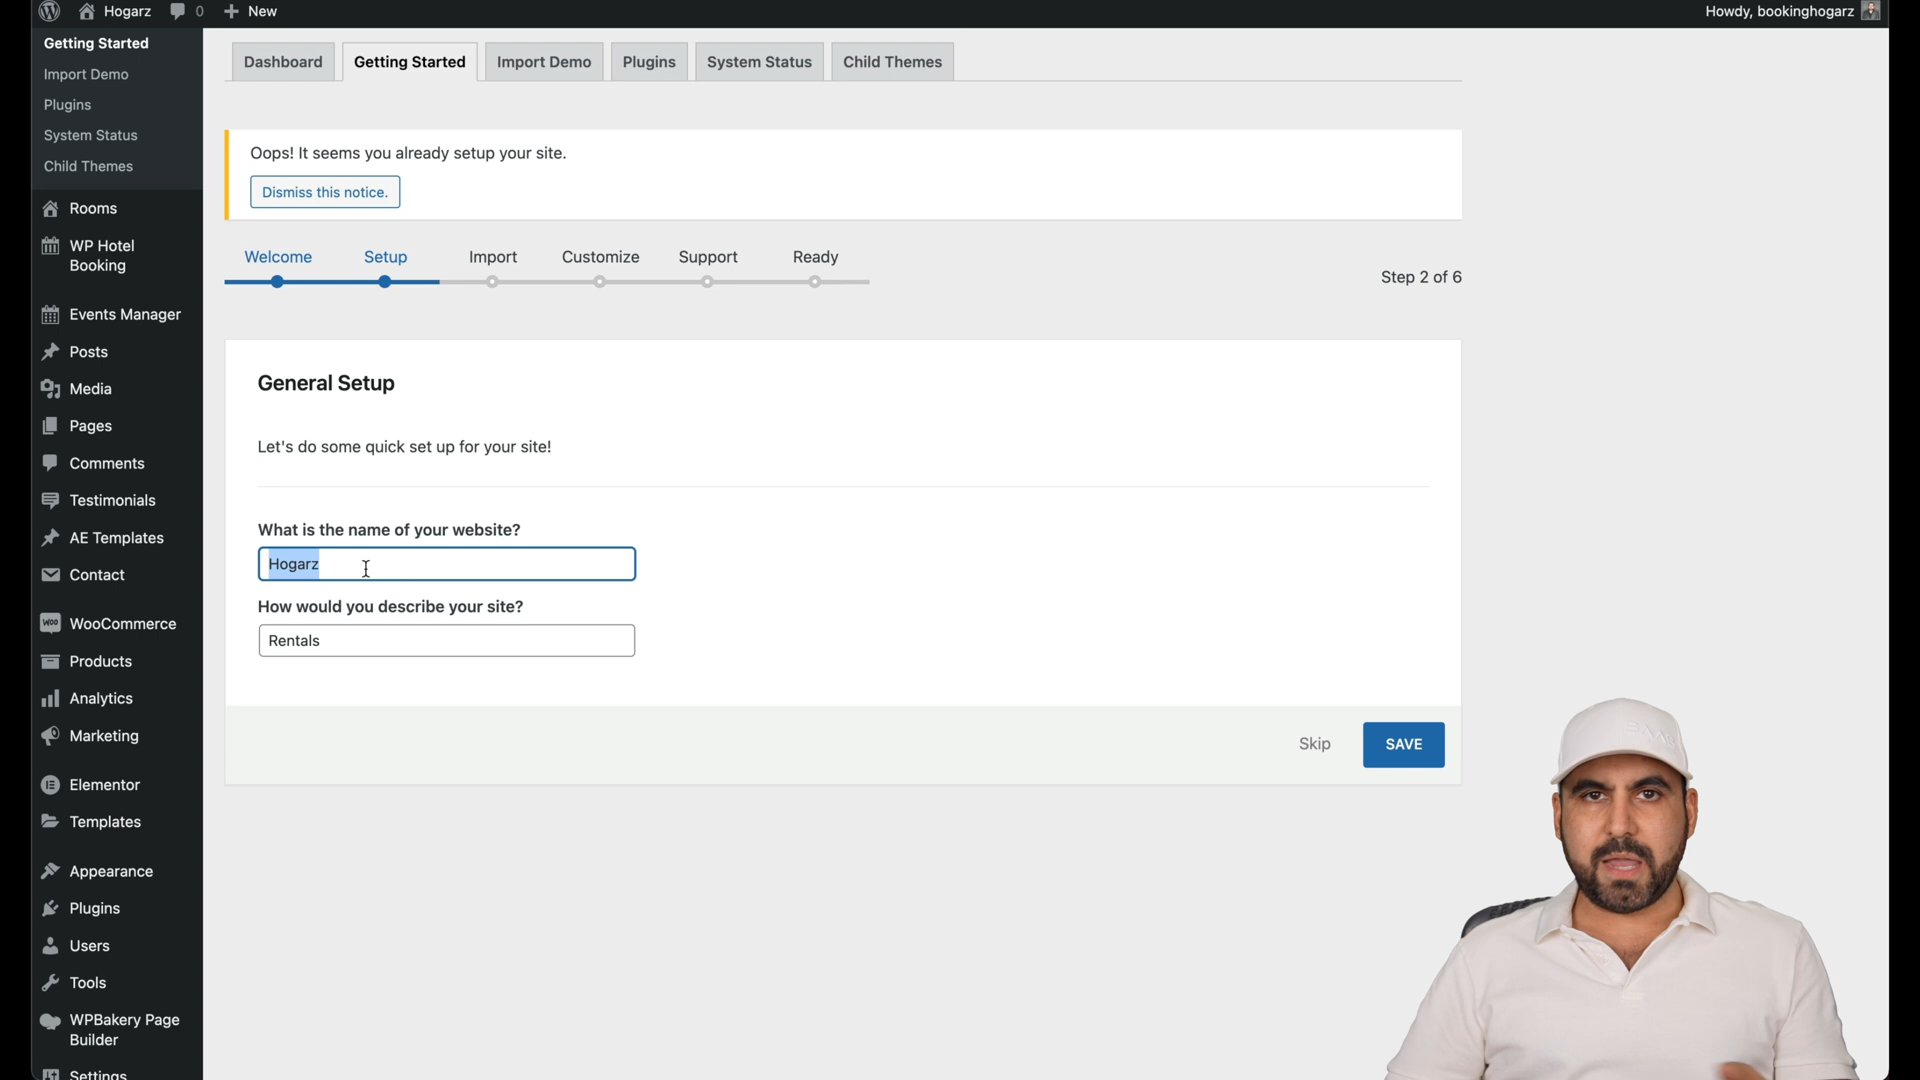 Hogarz
0
New
Howdy, bookinghogarz
Getting Started
Import Demo
Plugins
System Status
Child Themes
Rooms
WP Hotel
Booking
Events Manager
Posts
Media
Pages
Comments
Testimonials
AE Templates
Contact
WooCommerce
Products
Analytics
Marketing
Elementor
Templates
Appearance
Plugins
Users
Tools
WPBakery Page
Builder
Settings
Dashboard
Getting Started
Import Demo
Plugins
System Status
Child Themes
Oops! It seems you already setup your site.
Dismiss this notice.
Welcome
Setup
Import
Customize
Support
Ready
Step 2 of 6
General Setup
Let's do some quick set up for your site!
What is the name of your website?
Hogarz
How would you describe your site?
Rentals
Skip
SAVE